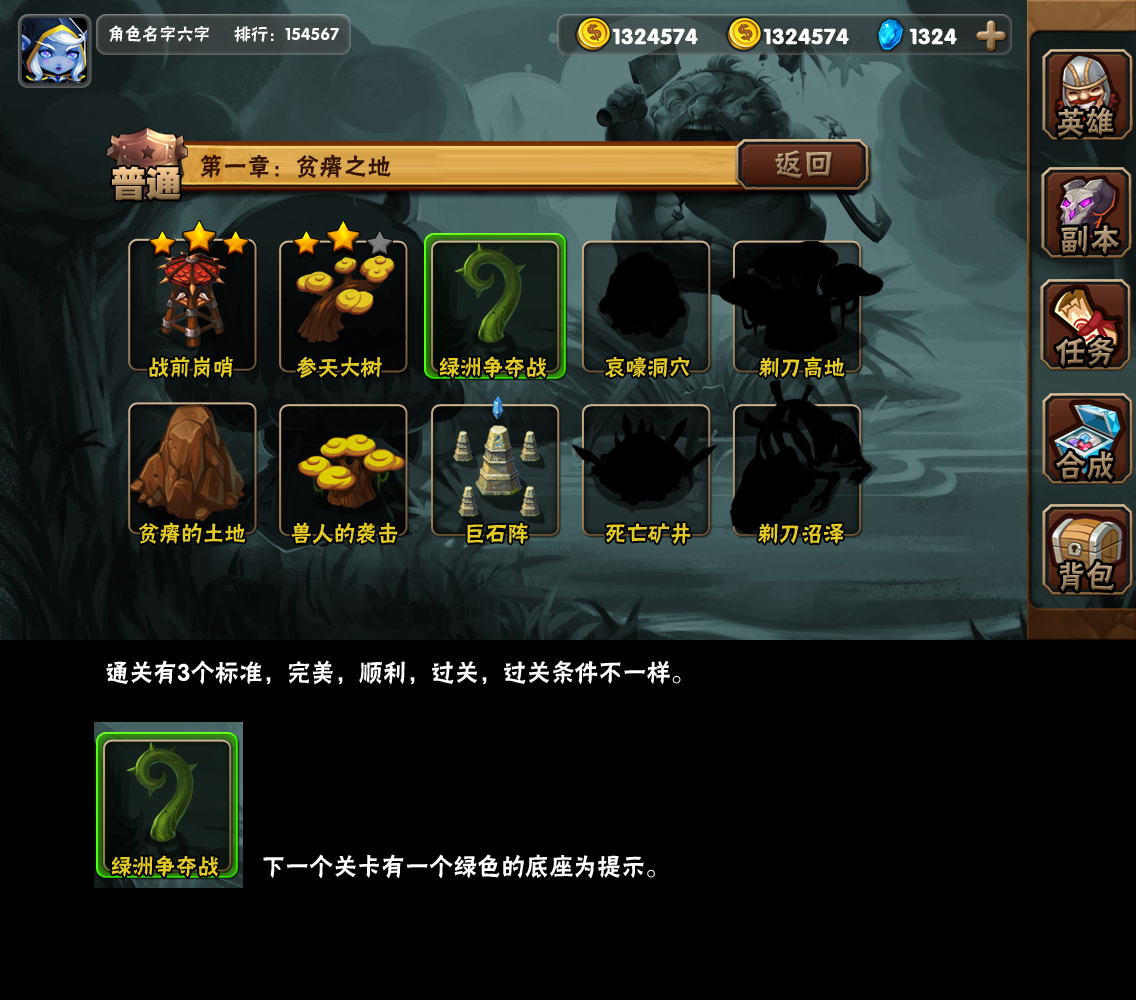 角色名字六字 排行：154567
1324574
1324574
1324
英雄
普通
第一章：贫瘠之地
返回
副本
战前岗哨
参天大树
绿洲争夺战
哀嚎洞穴
剃刀高地
任务
合成
贫瘠的土地
兽人的袭击
巨石阵
死亡矿井
剃刀沼泽
背包
通关有3个标准，完美，顺利，过关，过关条件不一样。
绿洲争夺战
下一个关卡有一个绿色的底座为提示。